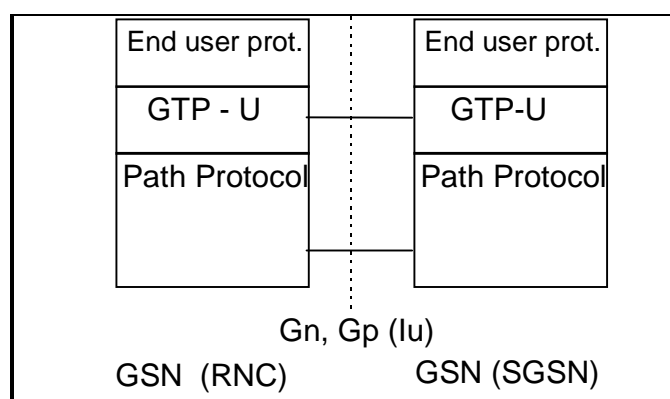 End user prot.
End user prot.
GTP - U
GTP-U
Path Protocol
Path Protocol
Gn, Gp (Iu)
GSN (RNC)
GSN (SGSN)